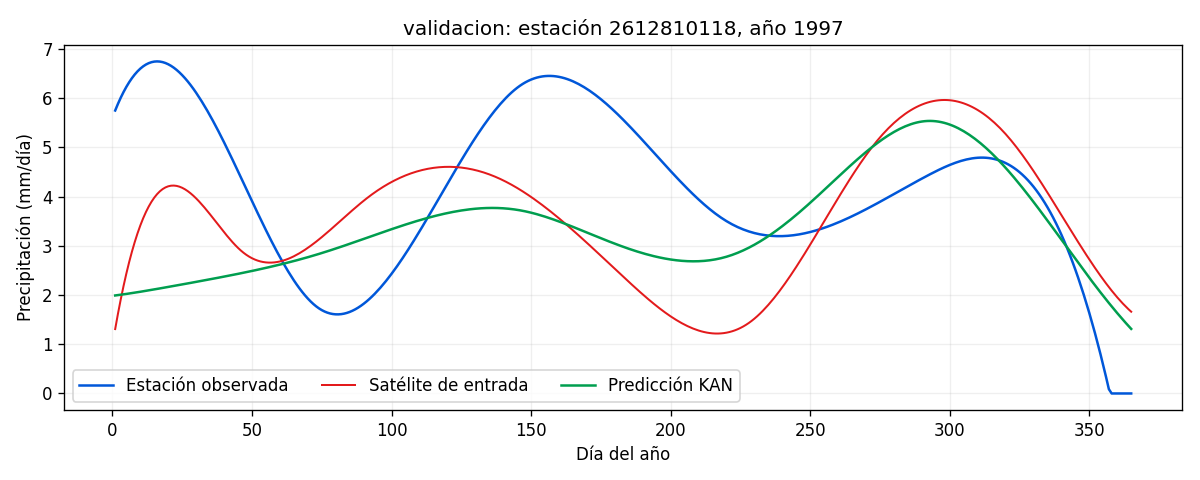 validacion: estación 2612810118, año 1997
Precipitación (mm/día)
7
6
5
4
3
2
1
0
Estación observada
Satélite de entrada
Predicción KAN
0
50
100
150
200
250
300
350
Día del año